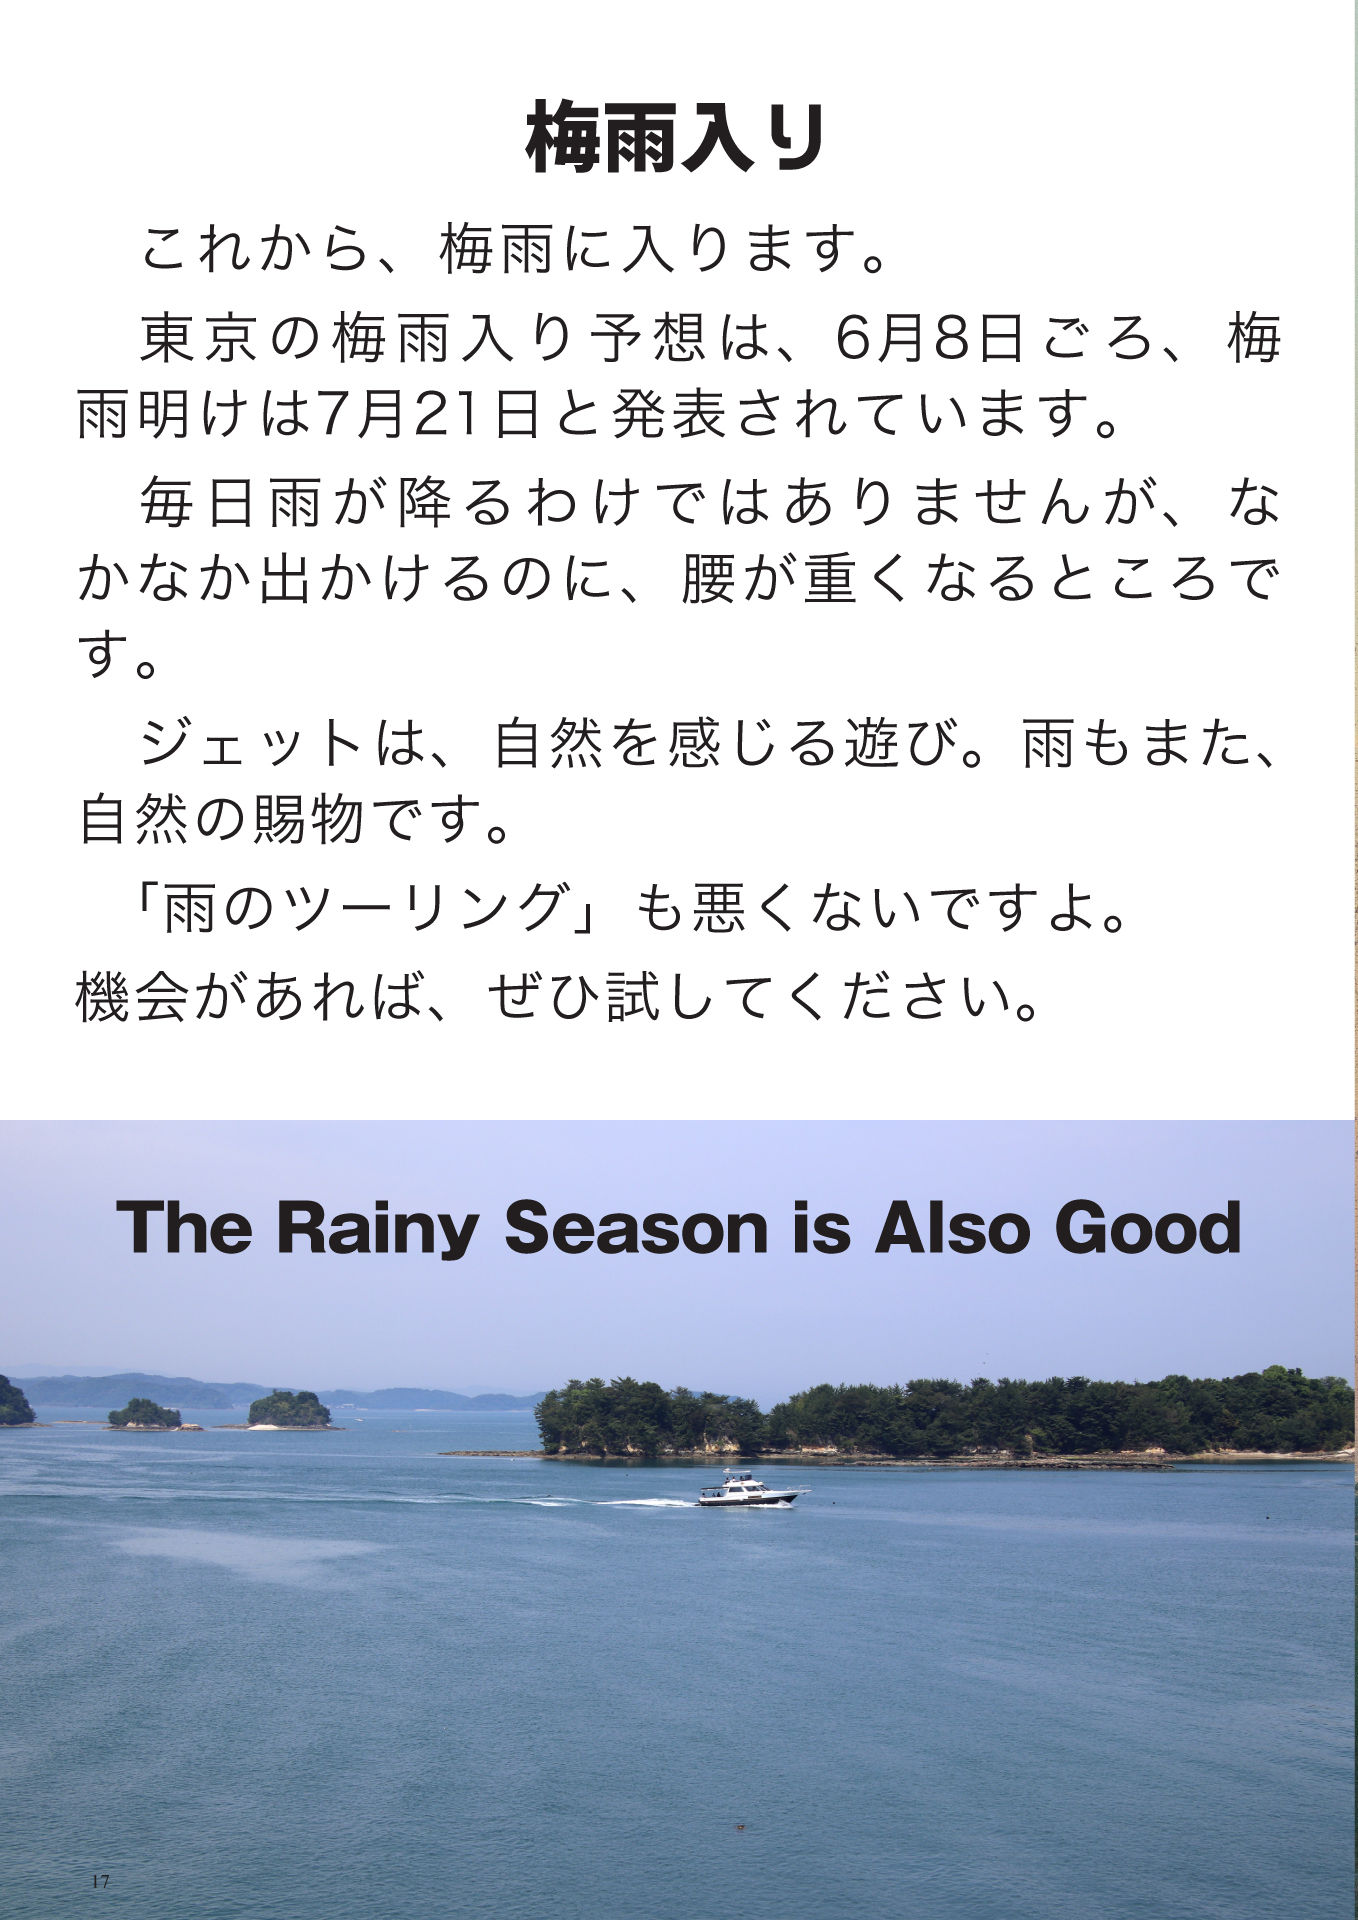 梅雨入り
これから、梅雨に入ります。
東京の梅雨入り予想は、6月8日ごろ、梅
雨明けは7月21日と発表されています。
毎日雨が降るわけではありませんが、な
かなか出かけるのに、腰が重くなるところで
す。
ジェットは、自然を感じる遊び。雨もまた、
自然の賜物です。
「雨のツーリング」も悪くないですよ。
機会があれば、ぜひ試してください。
The Rainy Season is Also Good
17